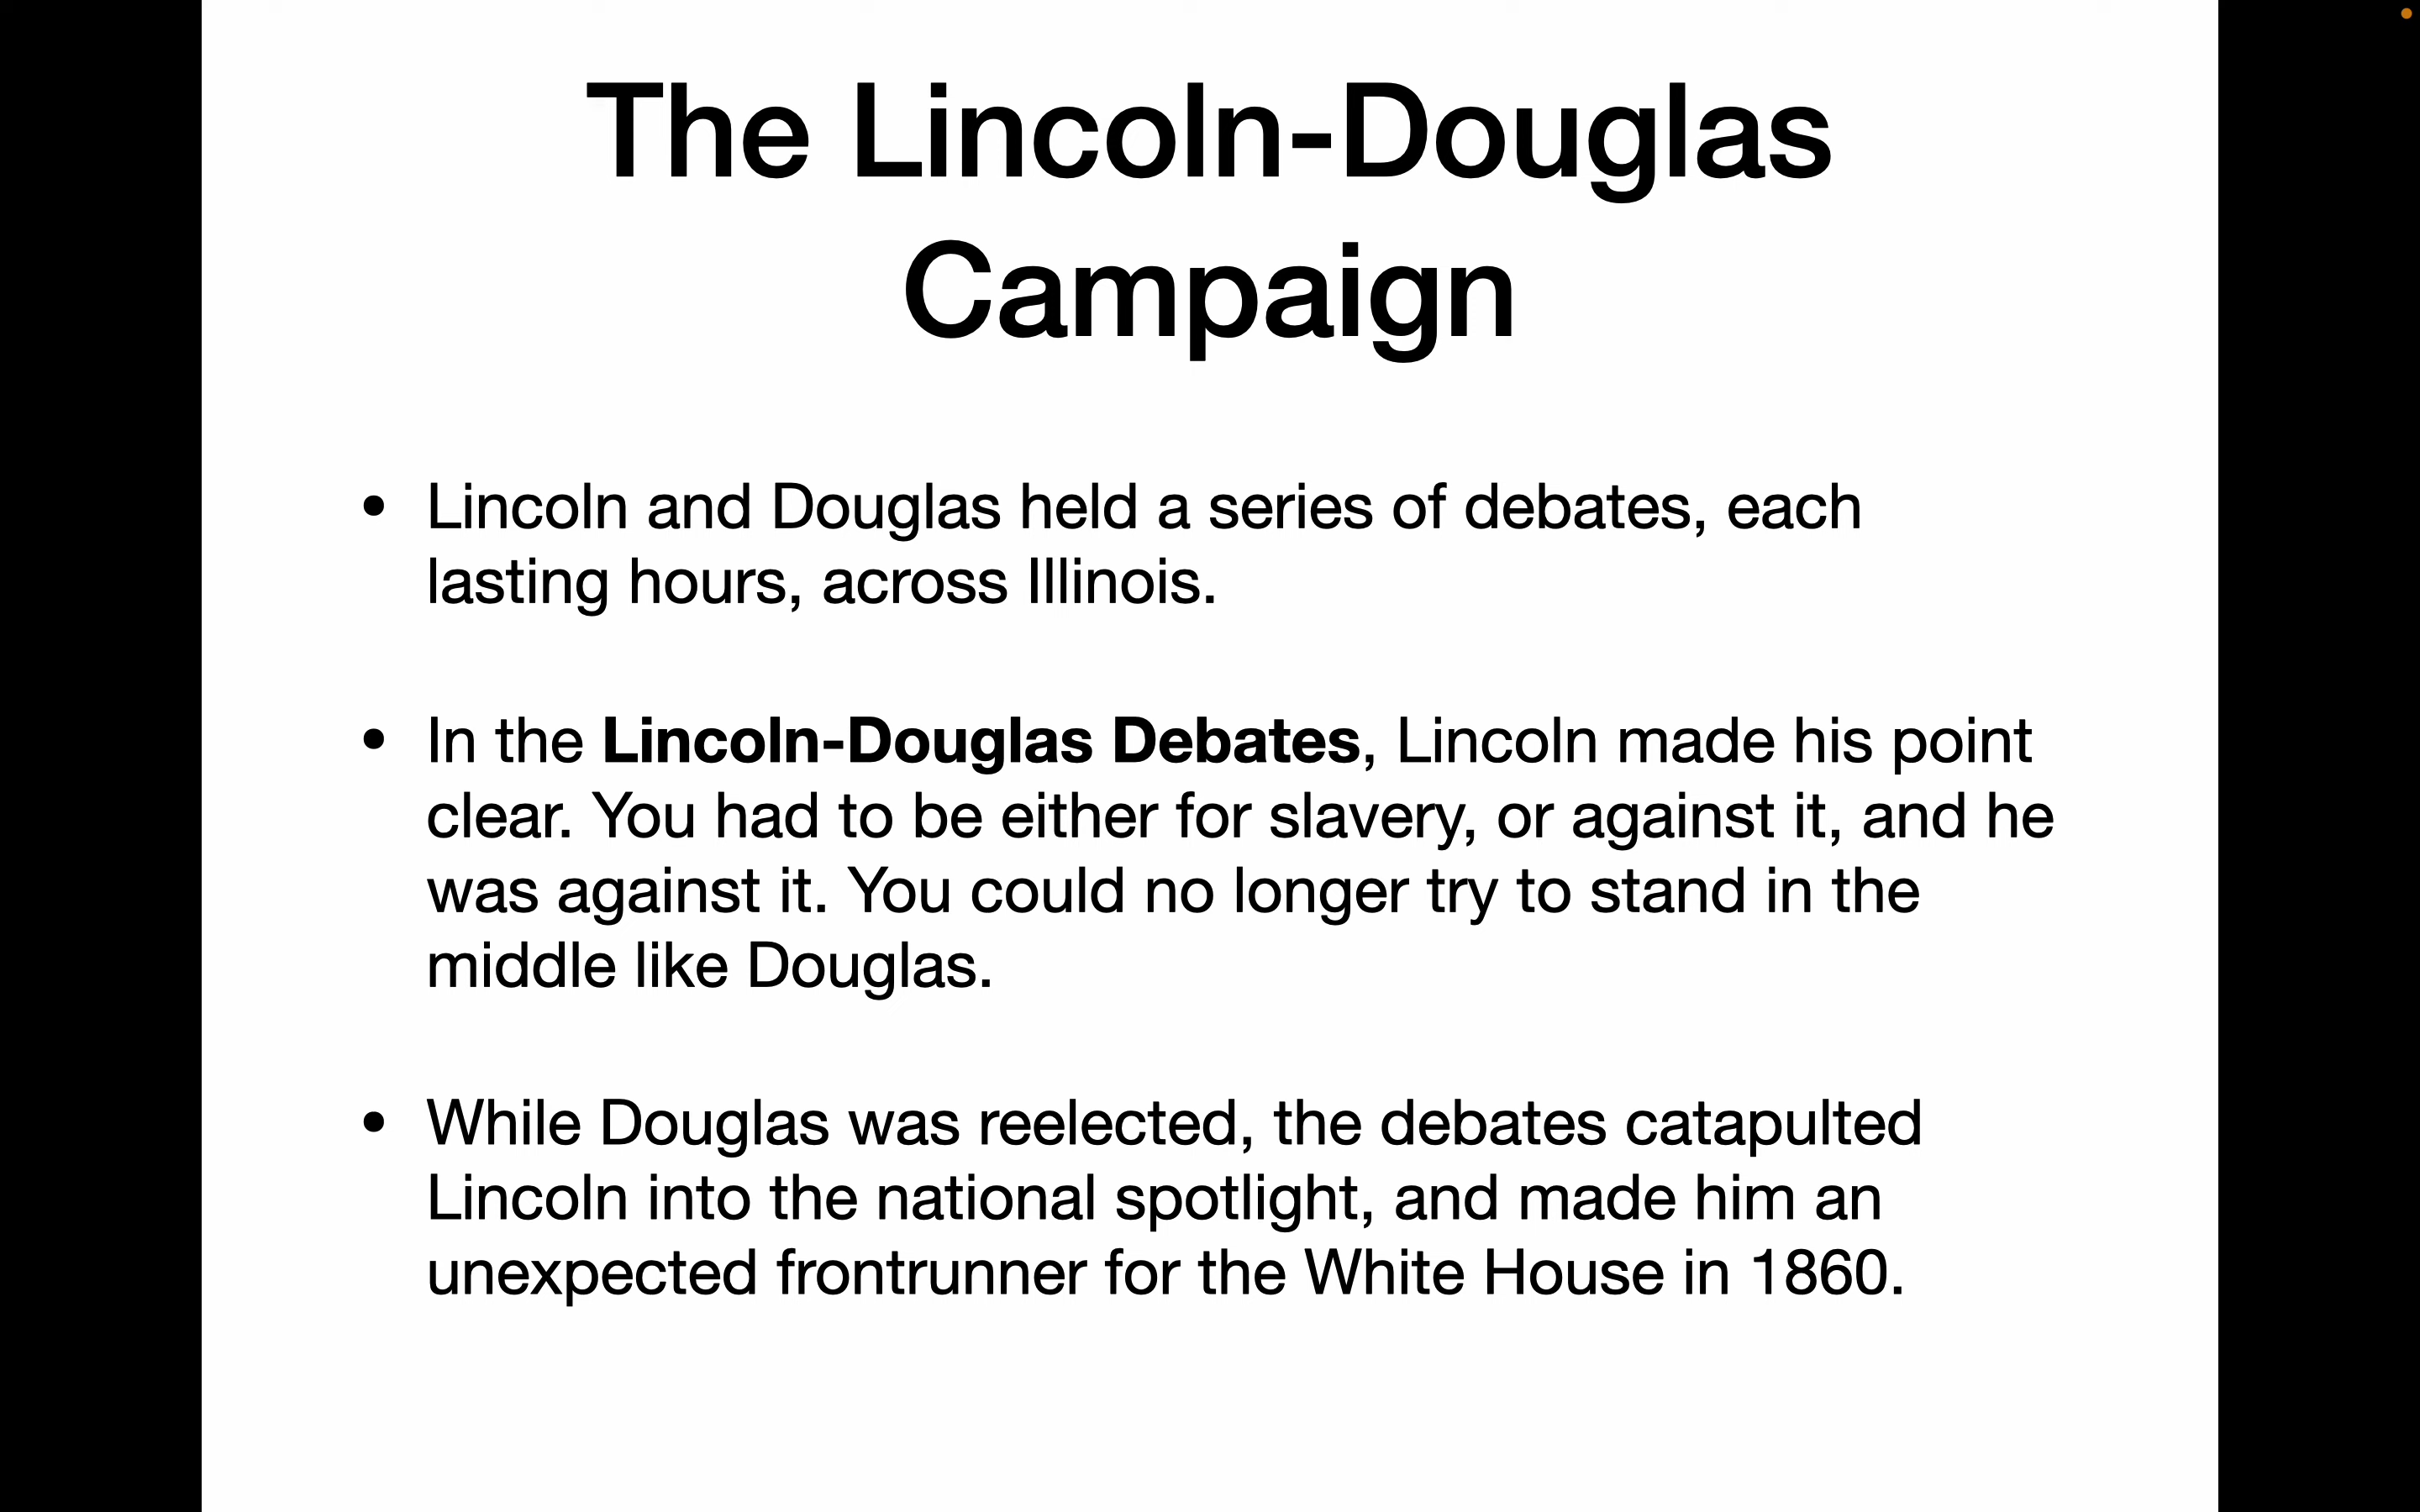 The Lincoln-Douglas
Campaign
• Lincoln and Douglas held a series of debates, each
lasting hours, across Illinois.
• In the Lincoln-Douglas Debates, Lincoln made his point
clear. You had to be either for slavery, or against it, and he
was against it. You could no longer try to stand in the
middle like Douglas.
• While Douglas was reelected, the debates catapulted
Lincoln into the national spotlight, and made him an
unexpected frontrunner for the White House in 1860.